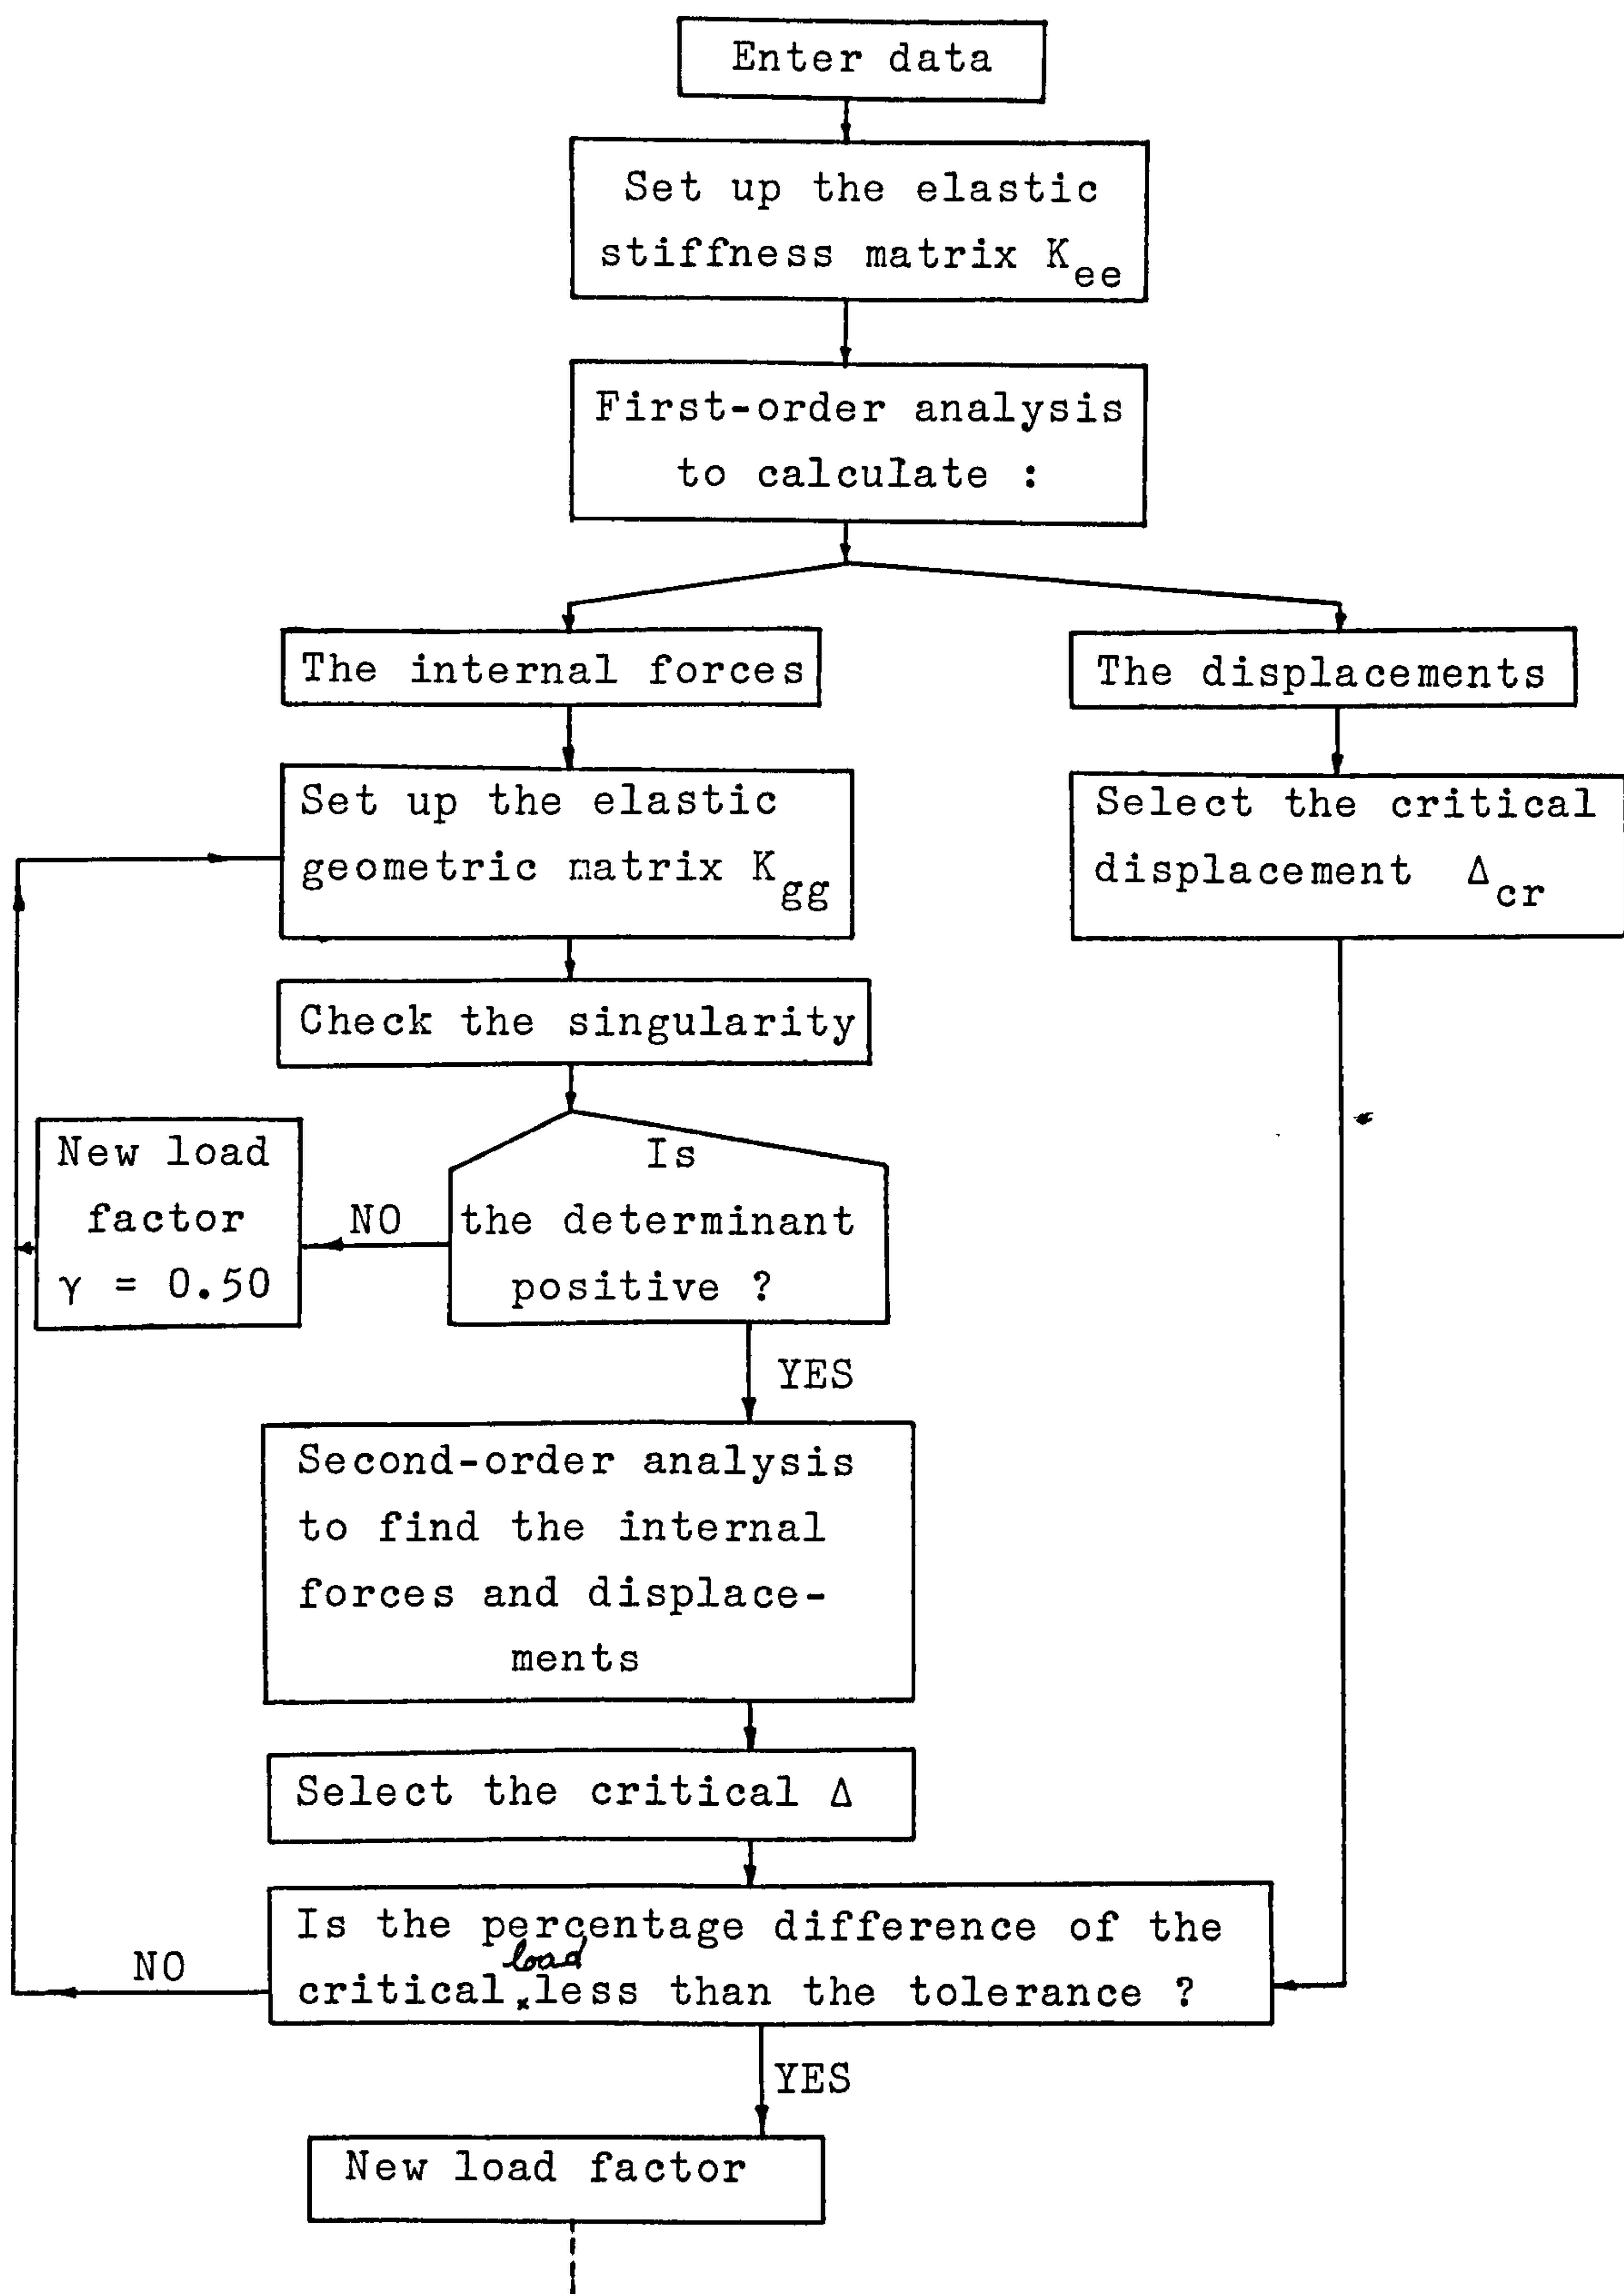 Enter data
Set up the elastic
stiffness matrix K_ee
First-order analysis
to calculate :
The internal forces
The displacements
Set up the elastic
geometric matrix K_gg
Select the critical
displacement Δ_cr
Check the singularity
New load
factor
γ = 0.50
NO
Is
the determinant
positive ?
YES
Second-order analysis
to find the internal
forces and displace-
ments
Select the critical Δ
Is the percentage difference of the
load
critical, less than the tolerance ?
NO
YES
New load factor